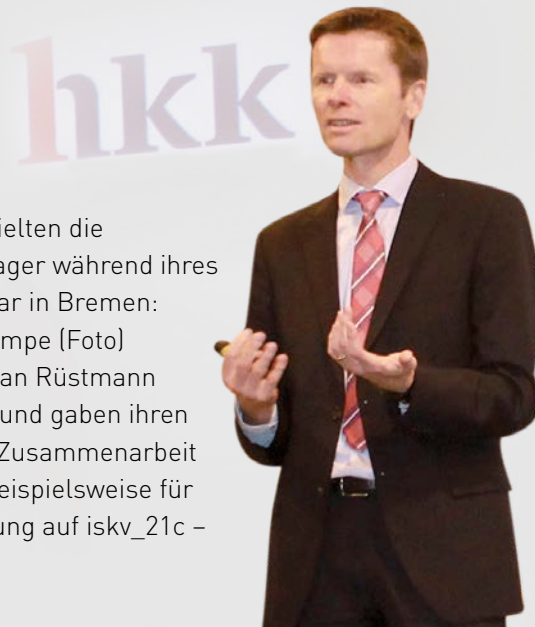 hkk
ielten die
ager während ihres
ar in Bremen:
mpe (Foto)
an Rüstmann
und gaben ihren
Zusammenarbeit
eispielsweise für
ung auf iskv_21c –